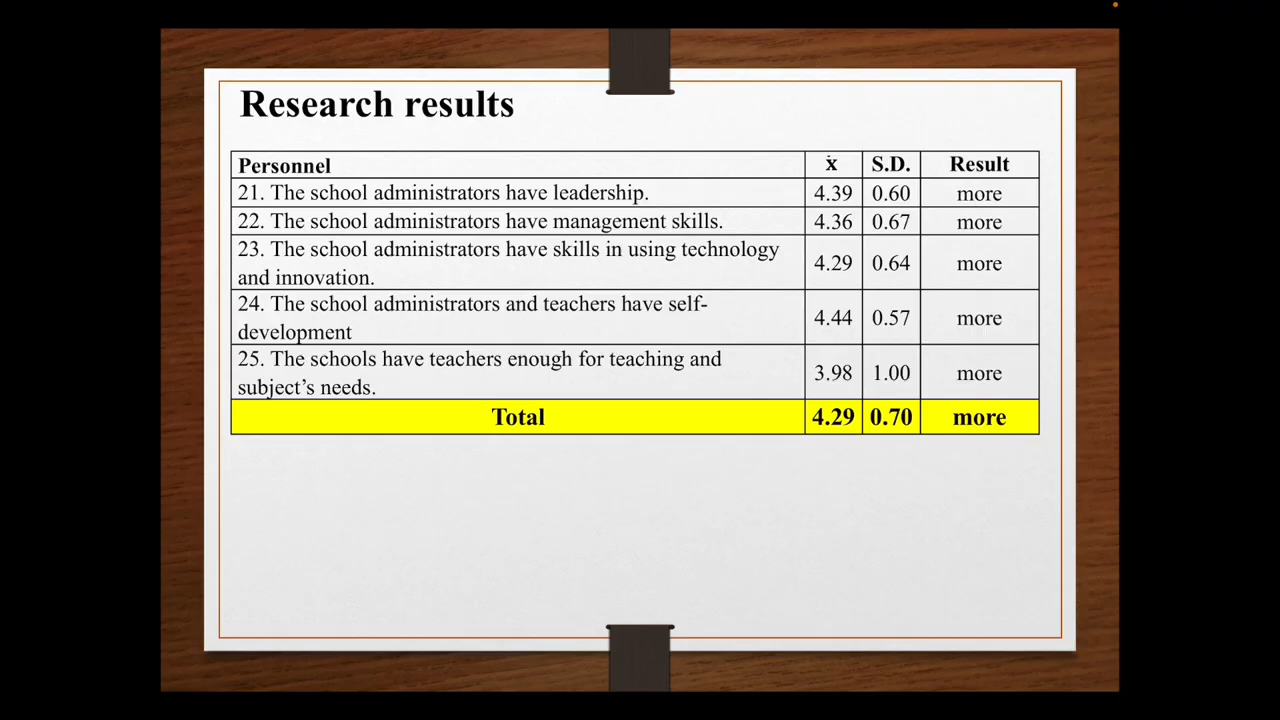 Research results
Personnel ẋ S.D. Result
21. The school administrators have leadership. 4.39 0.60 more
22. The school administrators have management skills. 4.36 0.67 more
23. The school administrators have skills in using technology
and innovation. 4.29 0.64 more
24. The school administrators and teachers have self-
development 4.44 0.57 more
25. The schools have teachers enough for teaching and
subject’s needs. 3.98 1.00 more
Total 4.29 0.70 more